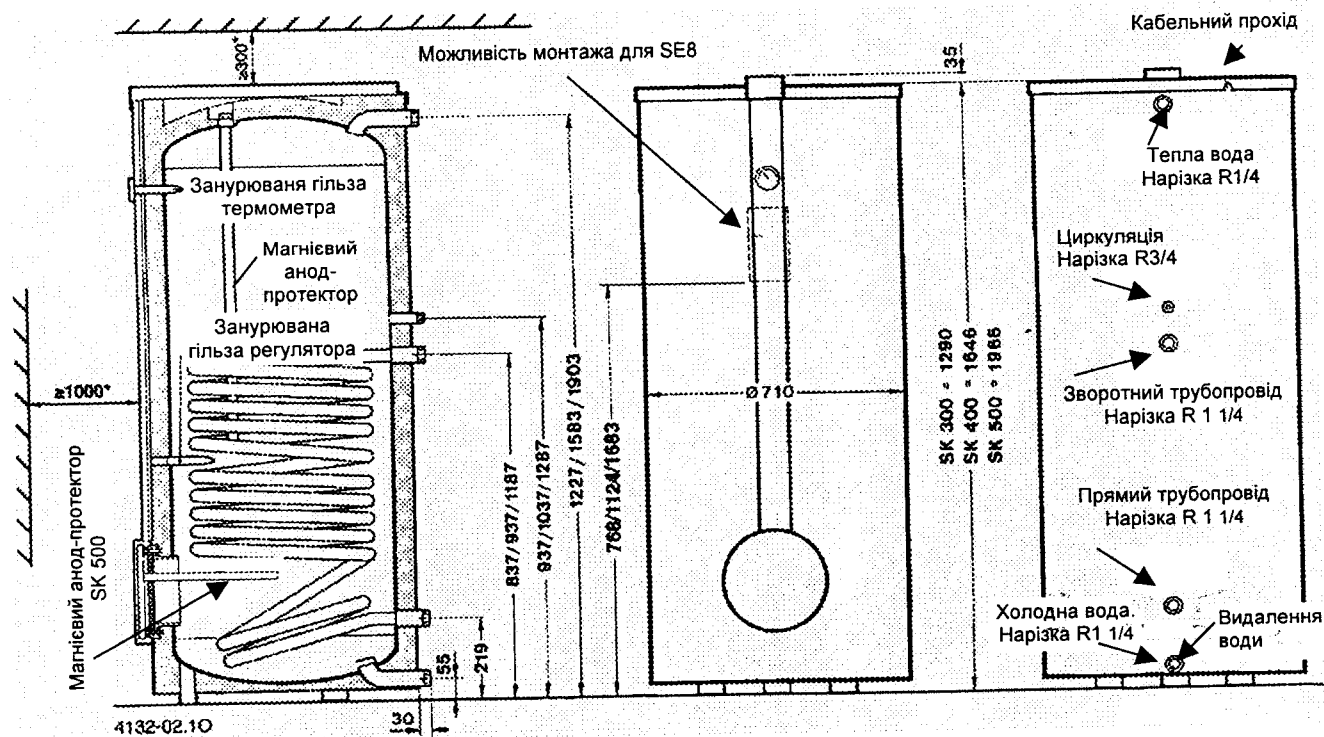 Кабельний прохід
Можливість монтажа для SE8
≥300*
35
Тепла вода
Нарізка R1/4
Занурюваня гільза
термометра
Магнієвий
анод-
протектор
Циркуляція
Нарізка R3/4
Занурювана
гільза регулятора
≥1000*
Ø710
Зворотний трубопровід
Нарізка R 1 1/4
837/937/1187
937/1037/1287
1227/1583/1903
768/1124/1683
SK 300 = 1290
SK 400 = 1646
SK 500 = 1966
Прямий трубопровід
Нарізка R 1 1/4
Магнієвий анод-протектор
SK 500
Холодна вода.
Нарізка R1 1/4
Видалення
води
219
55
30
4132-02.1O